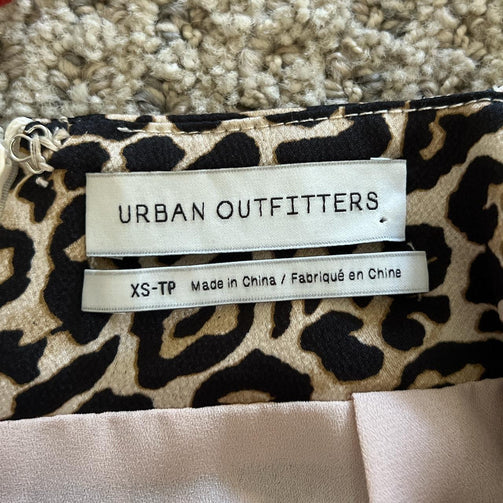 URBAN OUTFITTERS
XS-TP Made in China / Fabriqué en Chine